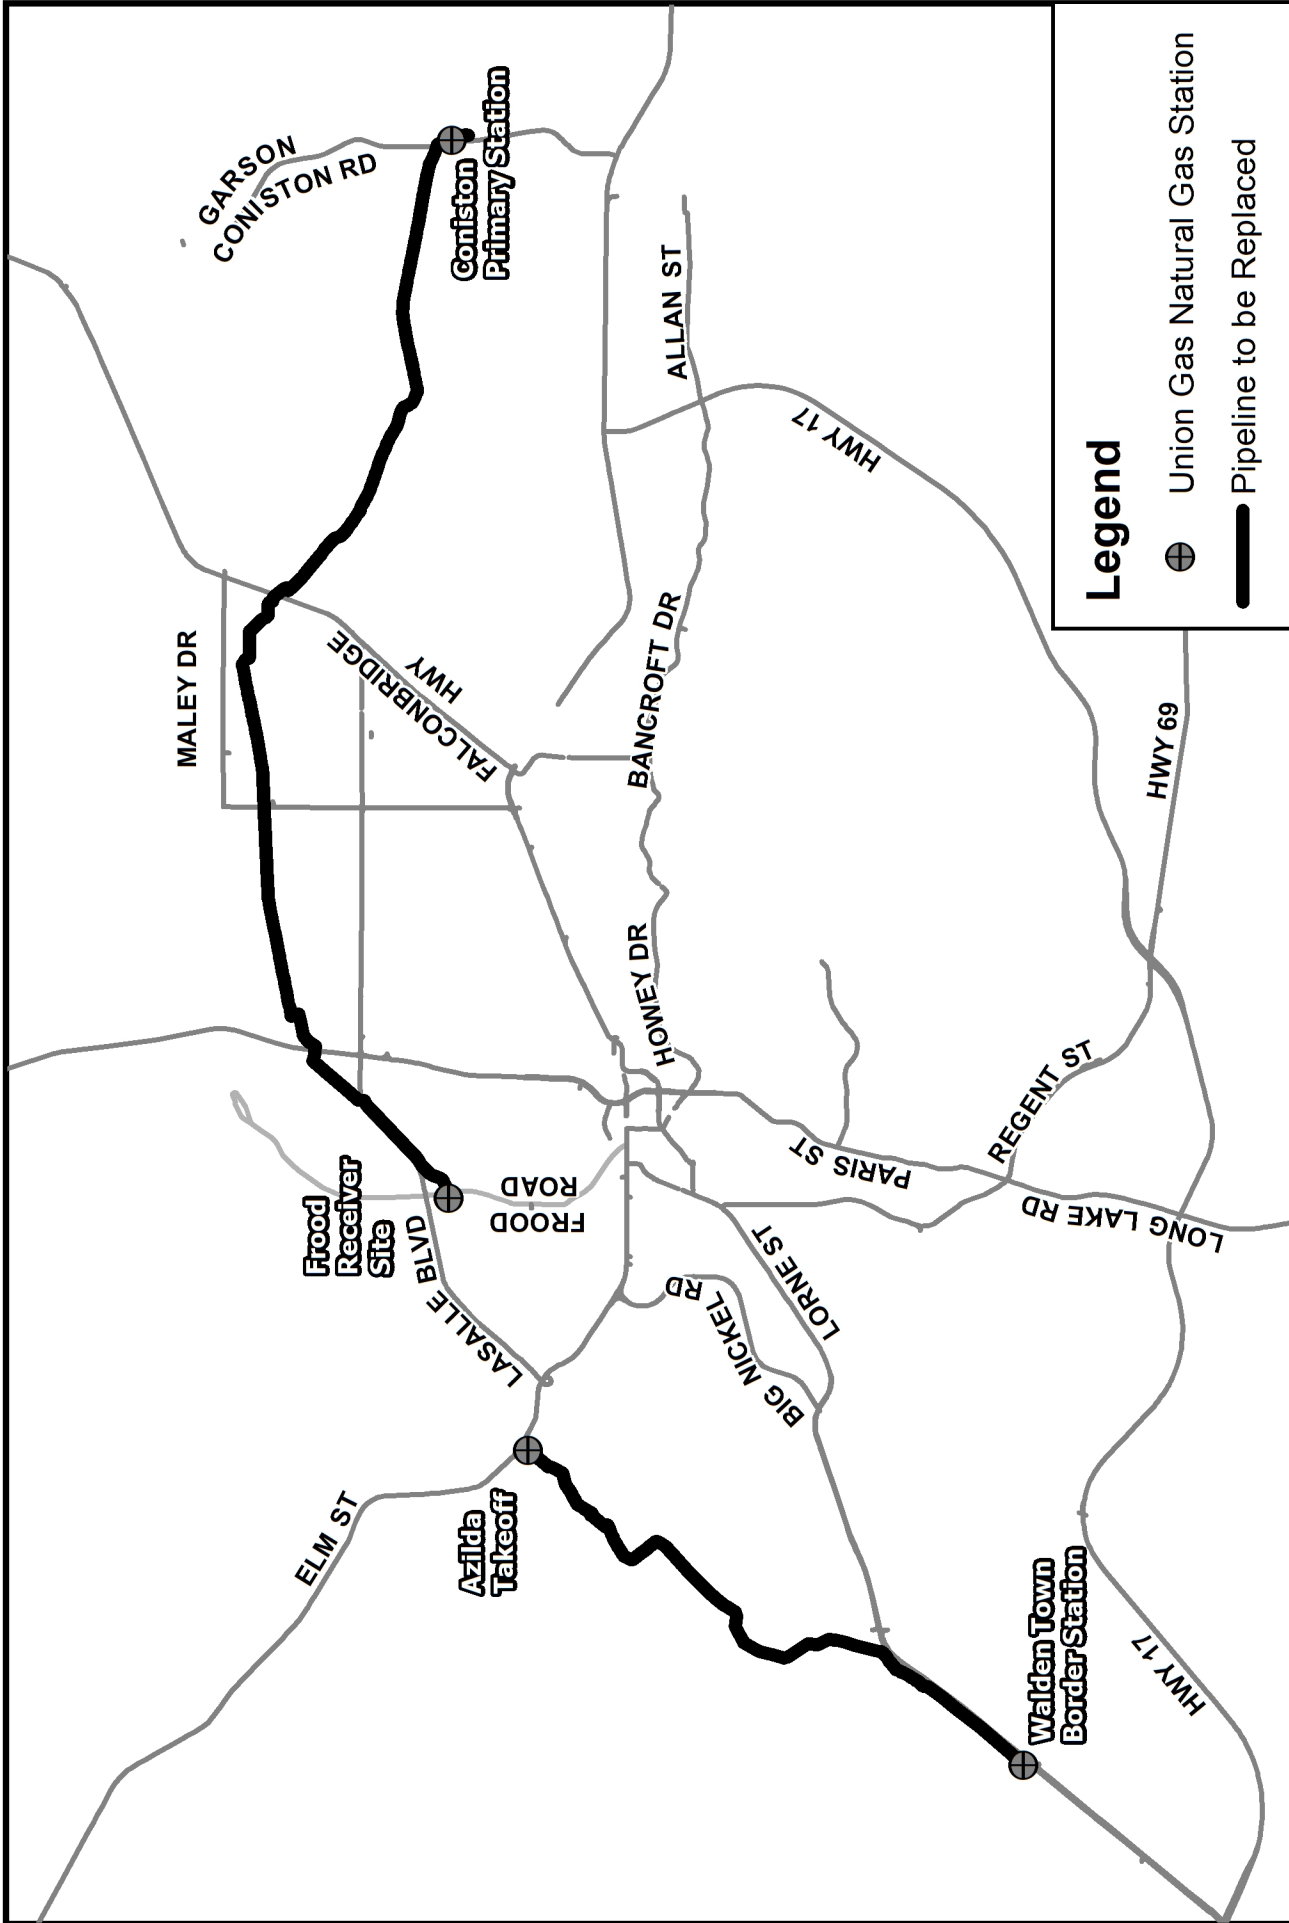 GARSON
CONISTON RD
Coniston
Primary Station
MALEY DR
FALCONBRIDGE
HWY
ALLAN ST
HWY 17
BANCROFT DR
HOWEY DR
HWY 69
Frood
Receiver
Site
FROOD
ROAD
LASALLE BLVD
PARIS ST
REGENT ST
LONG LAKE RD
LORNE ST
BIG NICKEL RD
ELM ST
Azilda
Takeoff
Walden Town
Border Station
HWY 17
Legend
Union Gas Natural Gas Station
Pipeline to be Replaced